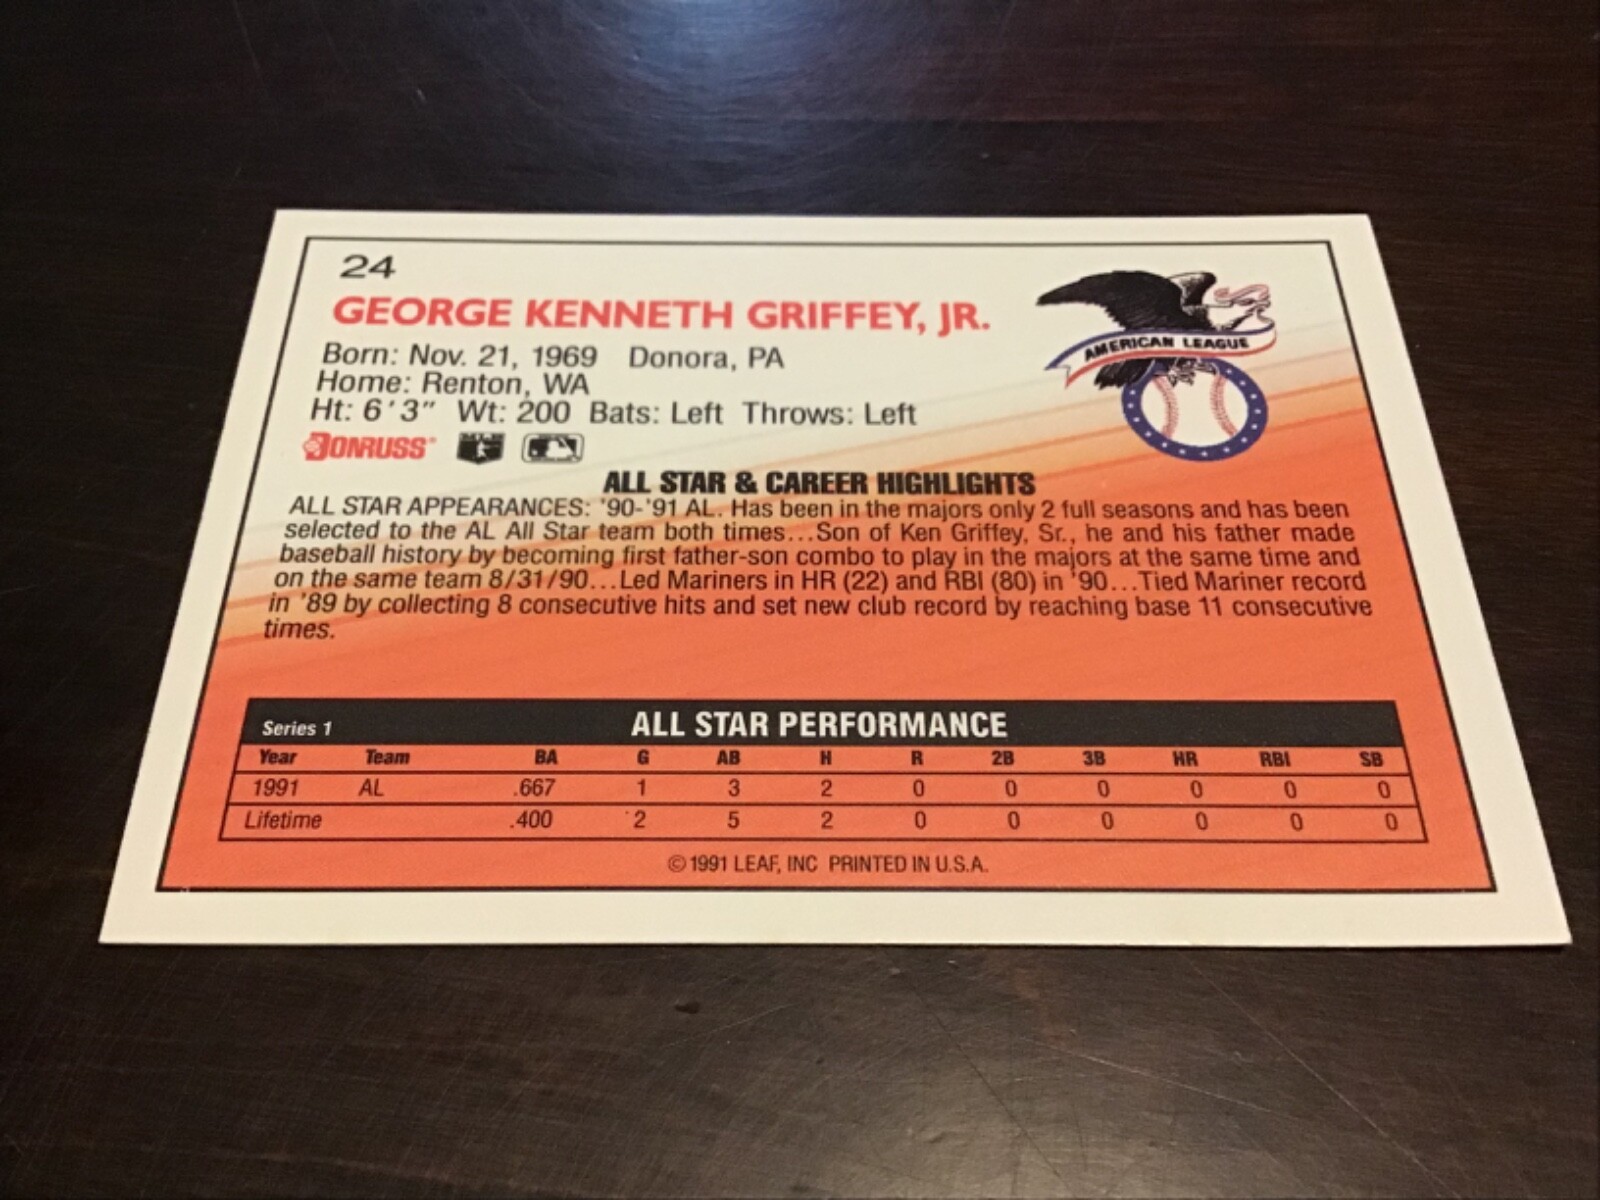 24
GEORGE KENNETH GRIFFEY, JR.
Born: Nov. 21, 1969 Donora, PA
Home: Renton, WA
Ht: 6'3" Wt: 200 Bats: Left Throws: Left
DONRUSS
AMERICAN LEAGUE
ALL STAR & CAREER HIGHLIGHTS
ALL STAR APPEARANCES: '90-'91 AL. Has been in the majors only 2 full seasons and has been
selected to the AL All Star team both times...Son of Ken Griffey, Sr., he and his father made
baseball history by becoming first father-son combo to play in the majors at the same time and
on the same team 8/31/90...Led Mariners in HR (22) and RBI (80) in '90...Tied Mariner record
in '89 by collecting 8 consecutive hits and set new club record by reaching base 11 consecutive
times.
Series 1 ALL STAR PERFORMANCE
Year Team BA G AB H R 2B 3B HR RBI SB
1991 AL .667 1 3 2 0 0 0 0 0 0
Lifetime .400 2 5 2 0 0 0 0 0 0
©1991 LEAF, INC PRINTED IN U.S.A.